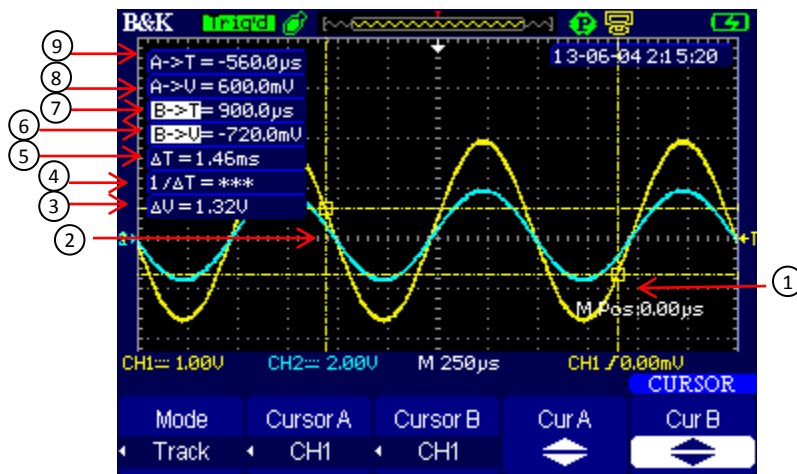 B&K Trig'd P
13-06-04 2:15:20
9 A->T = -560.0µs
8 A->V = 600.0mV
7 B->T = 900.0µs
6 B->V = -720.0mV
5 ΔT = 1.46ms
4 1/ΔT = ***
3 ΔV = 1.32V
2
T
1
M Pos:0.00µs
CH1 1.00V CH2 2.00V M 250µs CH1 0.00mV
CURSOR
Mode Cursor A Cursor B Cur A Cur B
Track CH1 CH1